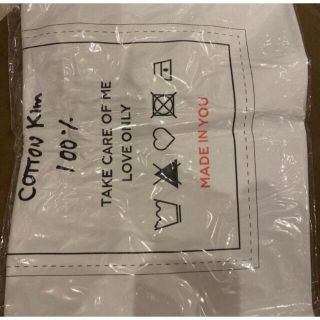 COTTON Kim
100%
TAKE CARE OF ME
LOVE ONLY
MADE IN YOU